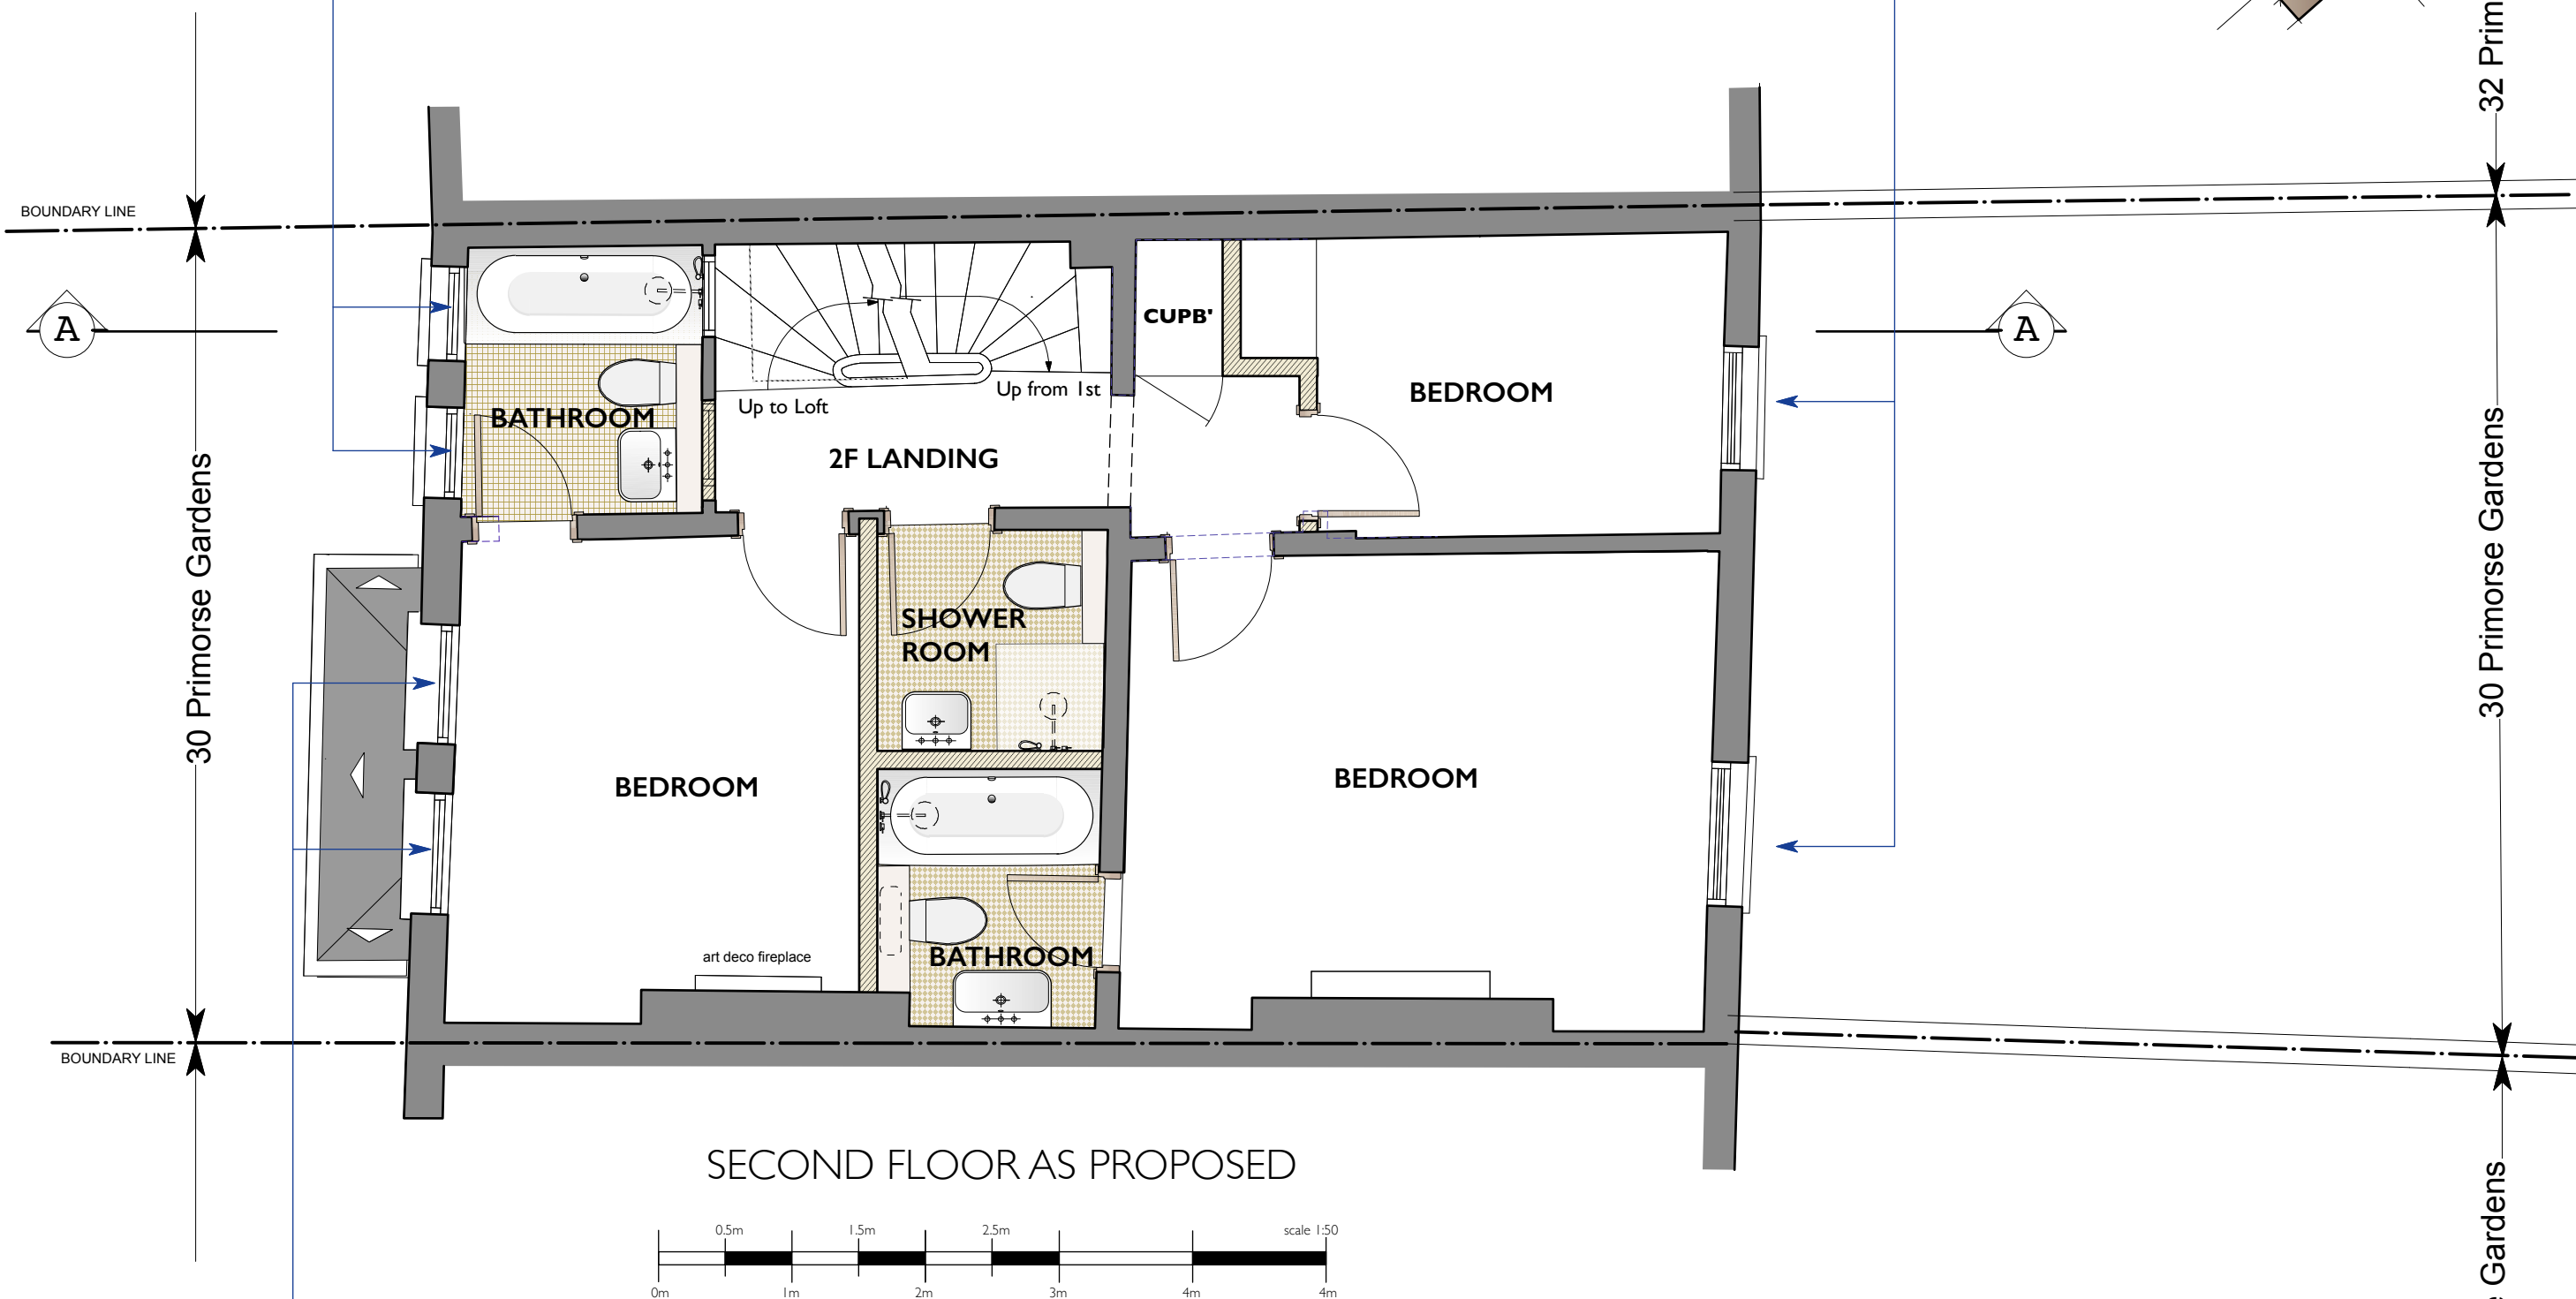 32 Prim
BOUNDARY LINE
A
A
CUPB'
BEDROOM
Up from 1st
Up to Loft
BATHROOM
2F LANDING
30 Primorse Gardens
30 Primorse Gardens
SHOWER
ROOM
BEDROOM
BEDROOM
art deco fireplace
BATHROOM
BOUNDARY LINE
SECOND FLOOR AS PROPOSED
Gardens
0.5m 1.5m 2.5m scale 1:50
0m 1m 2m 3m 4m 4m